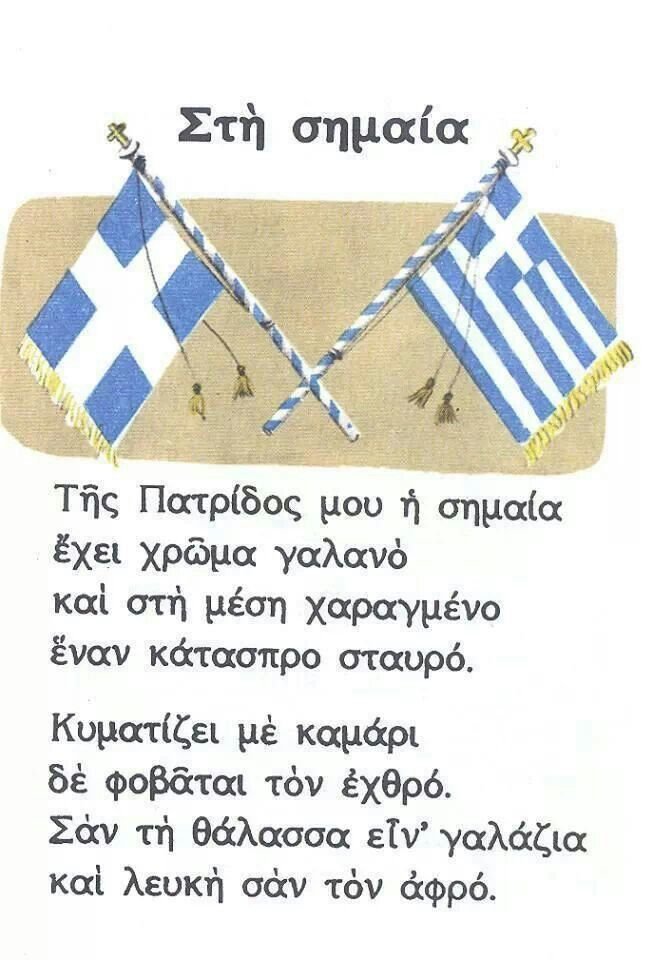 Στὴ σημαία
Τῆς Πατρίδος μου ἡ σημαία
ἔχει χρῶμα γαλανὸ
καὶ στὴ μέση χαραγμένο
ἕναν κάτασπρο σταυρό.
Κυματίζει μὲ καμάρι
δὲ φοβᾶται τὸν ἐχθρό.
Σὰν τὴ θάλασσα εἶν’ γαλάζια
καὶ λευκὴ σὰν τὸν ἀφρό.